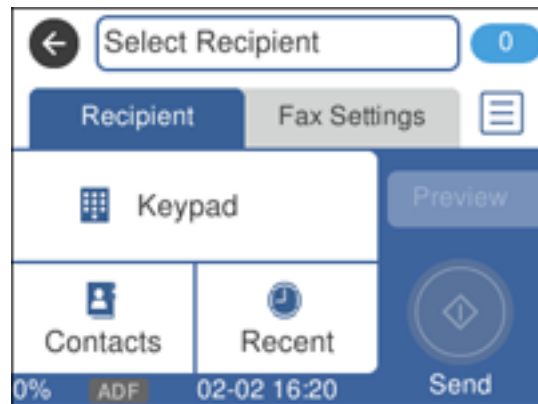 Select Recipient 0
Recipient Fax Settings
Keypad
Preview
Contacts Recent
Send
0% ADF 02-02 16:20